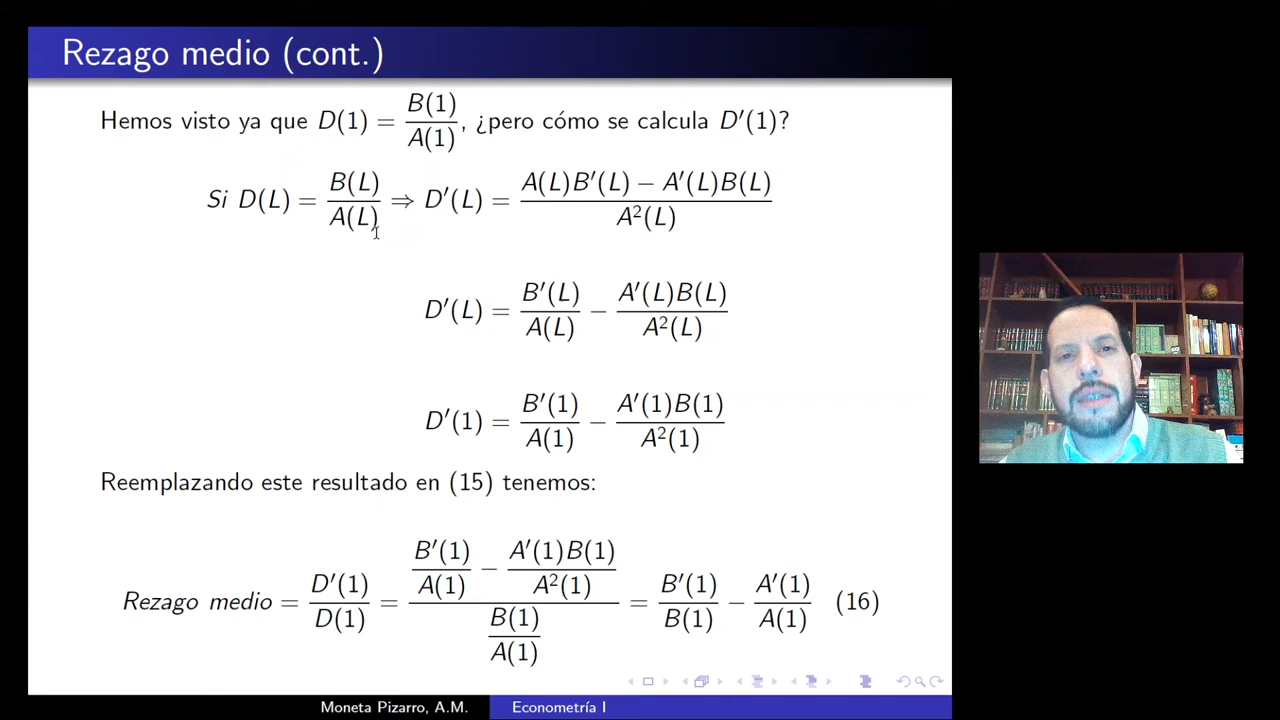 Rezago medio (cont.)
Hemos visto ya que D(1) = B(1)/A(1), ¿pero cómo se calcula D′(1)?
Si D(L) = B(L)/A(L) ⇒ D′(L) = (A(L)B′(L) − A′(L)B(L))/A²(L)
D′(L) = B′(L)/A(L) − A′(L)B(L)/A²(L)
D′(1) = B′(1)/A(1) − A′(1)B(1)/A²(1)
Reemplazando este resultado en (15) tenemos:
Rezago medio = D′(1)/D(1) = (B′(1)/A(1) − A′(1)B(1)/A²(1))/(B(1)/A(1)) = B′(1)/B(1) − A′(1)/A(1) (16)
Moneta Pizarro, A.M. Econometría I